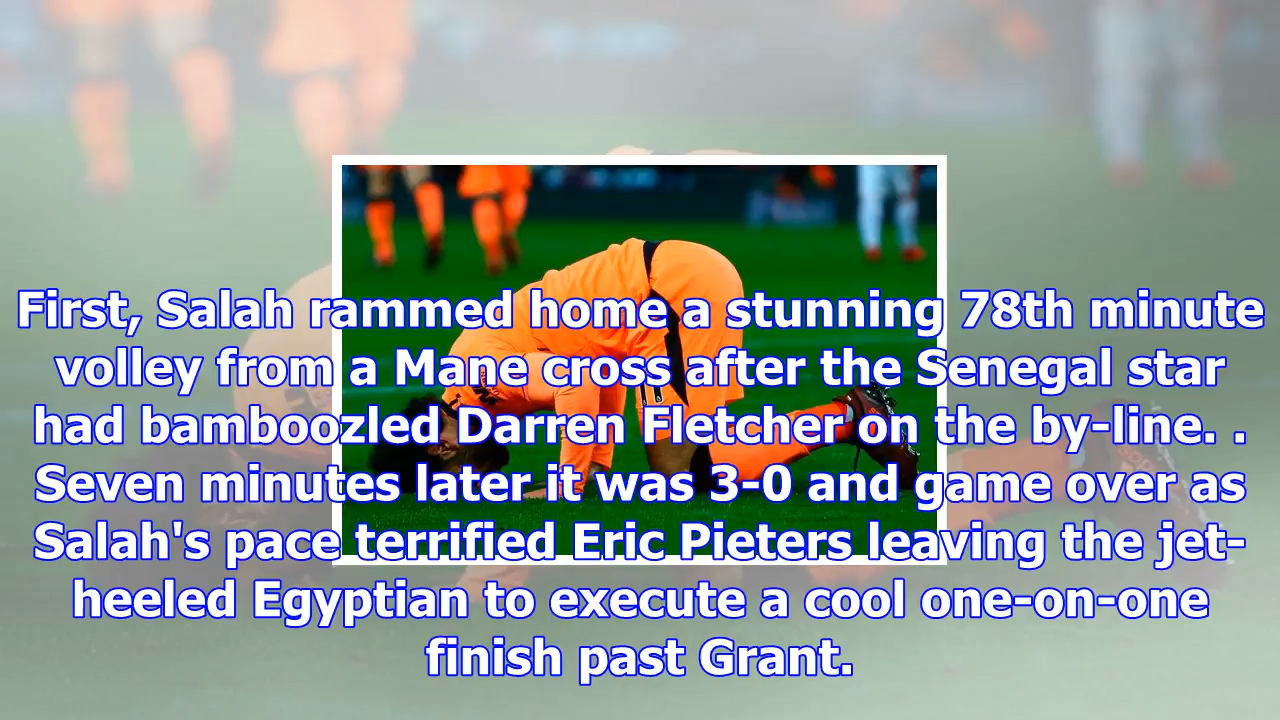 First, Salah rammed home a stunning 78th minute
volley from a Mane cross after the Senegal star
had bamboozled Darren Fletcher on the by-line. .
Seven minutes later it was 3-0 and game over as
Salah's pace terrified Eric Pieters leaving the jet-
heeled Egyptian to execute a cool one-on-one
finish past Grant.